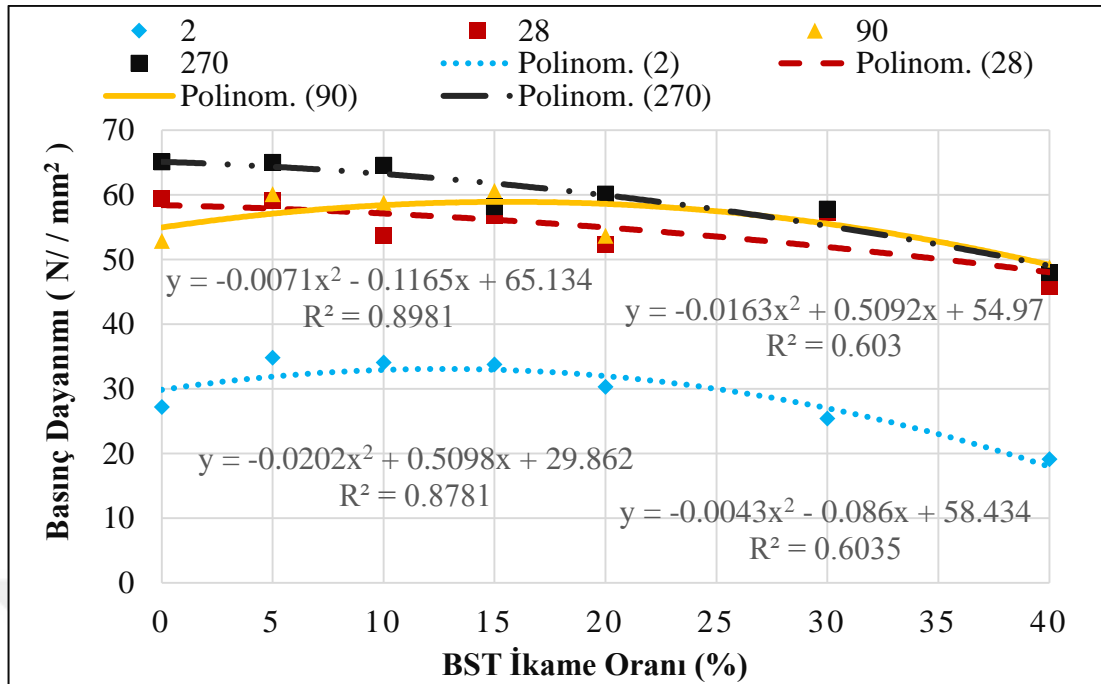 2 28 90
270 Polinom. (2) Polinom. (28)
Polinom. (90) Polinom. (270)
Basınç Dayanımı ( N/ / mm² )
70
60
50
40
30
20
10
0
y = -0.0071x² - 0.1165x + 65.134
R² = 0.8981
y = -0.0163x² + 0.5092x + 54.97
R² = 0.603
y = -0.0202x² + 0.5098x + 29.862
R² = 0.8781
y = -0.0043x² - 0.086x + 58.434
R² = 0.6035
0 5 10 15 20 25 30 35 40
BST İkame Oranı (%)